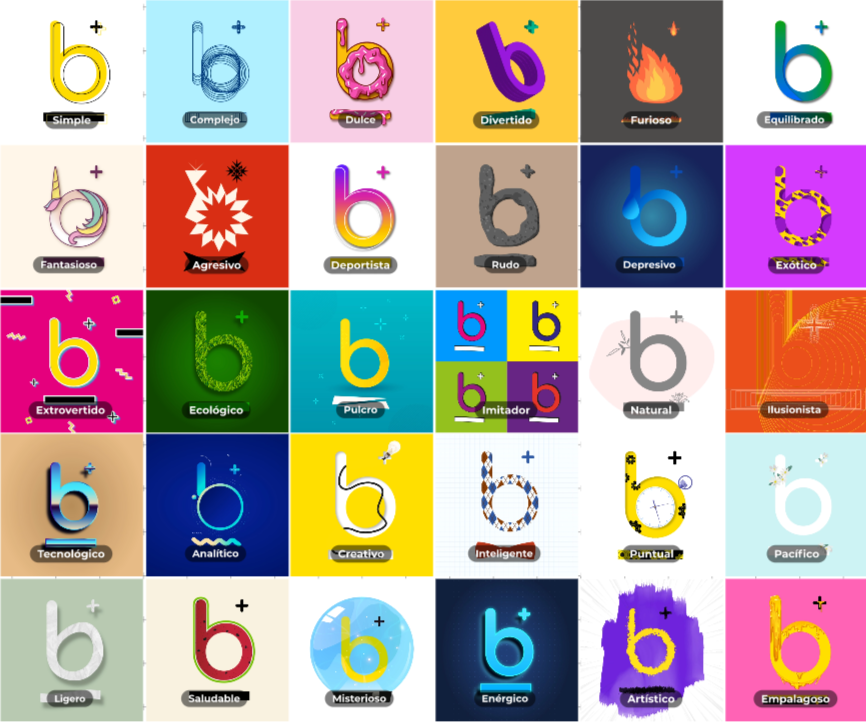 b+
Simple
b+
Complejo
b+
Dulce
b+
Divertido
Furioso
b+
Equilibrado
b+
Fantasioso
b
Agresivo
b+
Deportista
b+
Rudo
b+
Depresivo
b+
Exótico
b+
Extrovertido
b+
Ecológico
b+
Pulcro
b+ b+
b+ b+
Imitador
b+
Natural
Ilusionista
b+
Tecnológico
b+
Analítico
b
Creativo
b+
Inteligente
b+
Puntual
b+
Pacífico
b+
Ligero
b+
Saludable
b+
Misterioso
b+
Enérgico
b+
Artístico
b+
Empalagoso